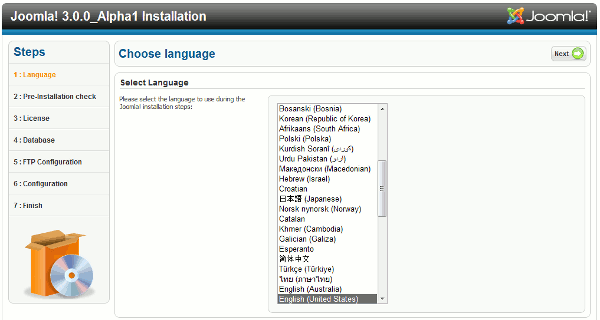 Joomla! 3.0.0_Alpha1 Installation
Joomla!
Steps
1 : Language
2 : Pre-Installation check
3 : License
4 : Database
5 : FTP Configuration
6 : Configuration
7 : Finish
Choose language
Next
Select Language
Please select the language to use during the
Joomla! installation steps:
Bosanski (Bosnia)
Korean (Republic of Korea)
Afrikaans (South Africa)
Polski (Polska)
Kurdish Soranî (کوردی)
Urdu Pakistan (اردو)
Македонски (Macedonian)
Hebrew (Israel)
Croatian
日本語 (Japanese)
Norsk nynorsk (Norway)
Catalan
Khmer (Cambodia)
Galician (Galiza)
Esperanto
简体中文
Türkçe (Türkiye)
ไทย (ภาษาไทย)
English (Australia)
English (United States)